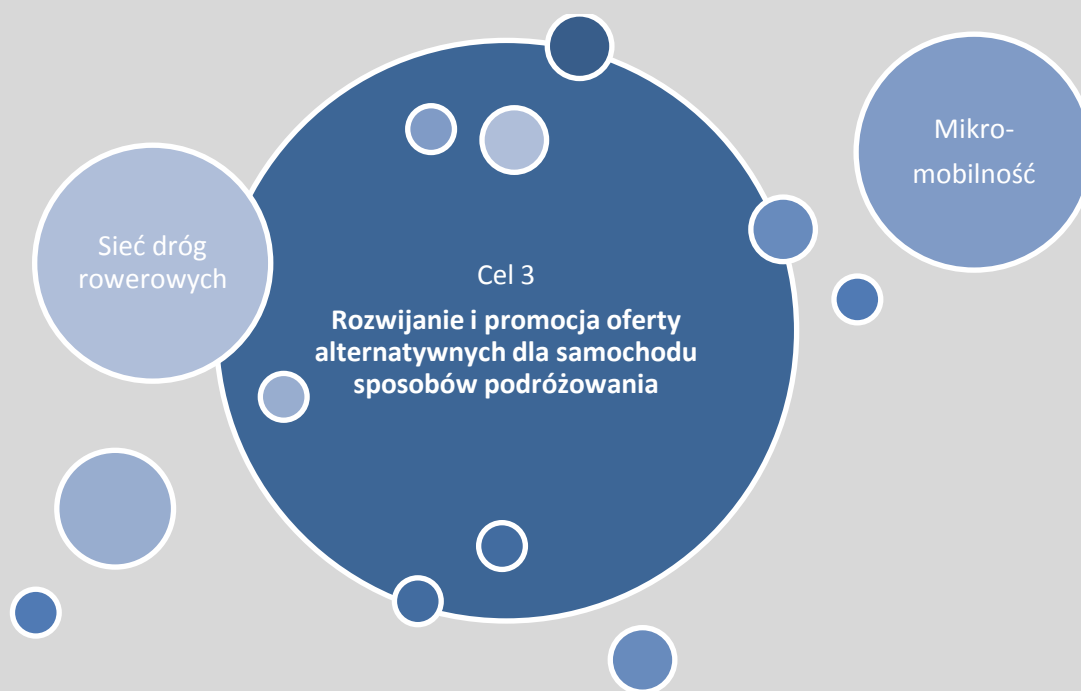 Mikro-
mobilność
Sieć dróg
rowerowych
Cel 3
Rozwijanie i promocja oferty
alternatywnych dla samochodu
sposobów podróżowania